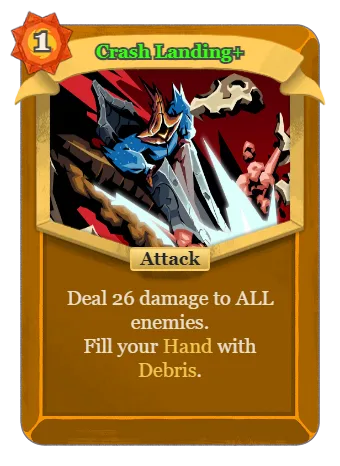 1
Crash Landing+
Attack
Deal 26 damage to ALL
enemies.
Fill your Hand with
Debris.